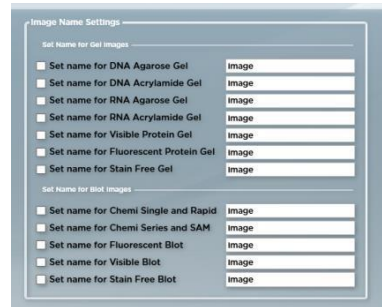 Image Name Settings
Set Name for Gel Images
Set name for DNA Agarose Gel Image
Set name for DNA Acrylamide Gel Image
Set name for RNA Agarose Gel Image
Set name for RNA Acrylamide Gel Image
Set name for Visible Protein Gel Image
Set name for Fluorescent Protein Gel Image
Set name for Stain Free Gel Image
Set Name for Blot Images
Set name for Chemi Single and Rapid Image
Set name for Chemi Series and SAM Image
Set name for Fluorescent Blot Image
Set name for Visible Blot Image
Set name for Stain Free Blot Image